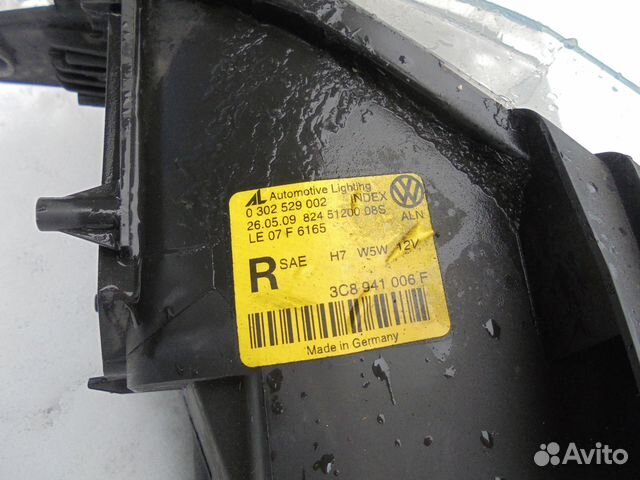 AL Automotive Lighting
0 302 529 002 INDEX
26.05.09 824 51200 08S ALN
LE 07 F 6165
R SAE H7 W5W 12V
3C8 941 006 F
Made in Germany
Avito